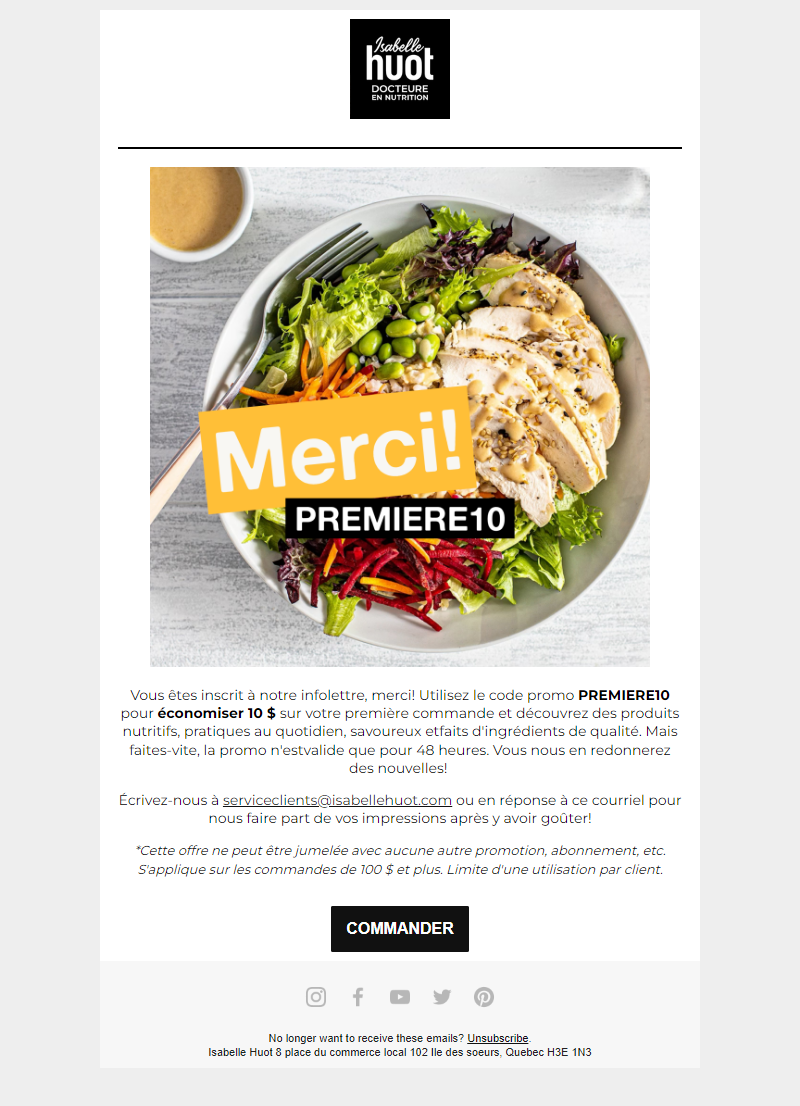 Isabelle
huot
DOCTEURE
EN NUTRITION
Merci!
PREMIERE10
Vous êtes inscrit à notre infolettre, merci! Utilisez le code promo PREMIERE10
pour économiser 10 $ sur votre première commande et découvrez des produits
nutritifs, pratiques au quotidien, savoureux etfaits d'ingrédients de qualité. Mais
faites-vite, la promo n'estvalide que pour 48 heures. Vous nous en redonnerez
des nouvelles!
Écrivez-nous à serviceclients@isabellehuot.com ou en réponse à ce courriel pour
nous faire part de vos impressions après y avoir goûter!
*Cette offre ne peut être jumelée avec aucune autre promotion, abonnement, etc.
S'applique sur les commandes de 100 $ et plus. Limite d'une utilisation par client.
COMMANDER
No longer want to receive these emails? Unsubscribe.
Isabelle Huot 8 place du commerce local 102 Ile des soeurs, Quebec H3E 1N3